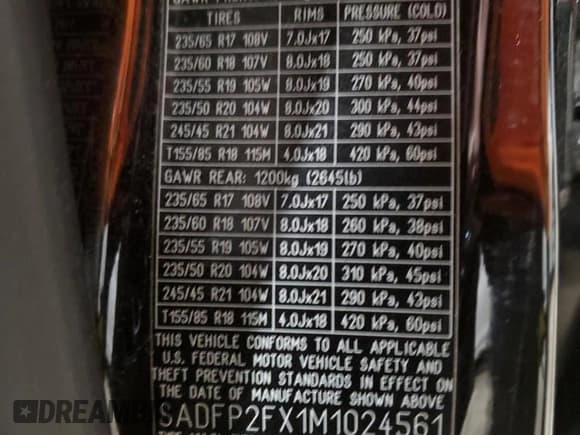 TIRES RIMS PRESSURE (COLD)
235/65 R17 108V 7.0Jx17 250 kPa, 37psi
235/60 R18 107V 8.0Jx18 250 kPa, 37psi
235/55 R19 105W 8.0Jx19 270 kPa, 40psi
235/50 R20 104W 8.0Jx20 300 kPa, 44psi
245/45 R21 104W 8.0Jx21 290 kPa, 43psi
T155/85 R18 115M 4.0Jx18 420 kPa, 60psi
GAWR REAR: 1200kg (2645lb)
235/65 R17 108V 7.0Jx17 250 kPa, 37psi
235/60 R18 107V 8.0Jx18 260 kPa, 38psi
235/55 R19 105W 8.0Jx19 270 kPa, 40psi
235/50 R20 104W 8.0Jx20 310 kPa, 45psi
245/45 R21 104W 8.0Jx21 290 kPa, 43psi
T155/85 R18 115M 4.0Jx18 420 kPa, 60psi
THIS VEHICLE CONFORMS TO ALL APPLICABLE
U.S. FEDERAL MOTOR VEHICLE SAFETY AND
THEFT PREVENTION STANDARDS IN EFFECT ON
THE DATE OF MANUFACTURE SHOWN ABOVE
SADFP2FX1M1024561